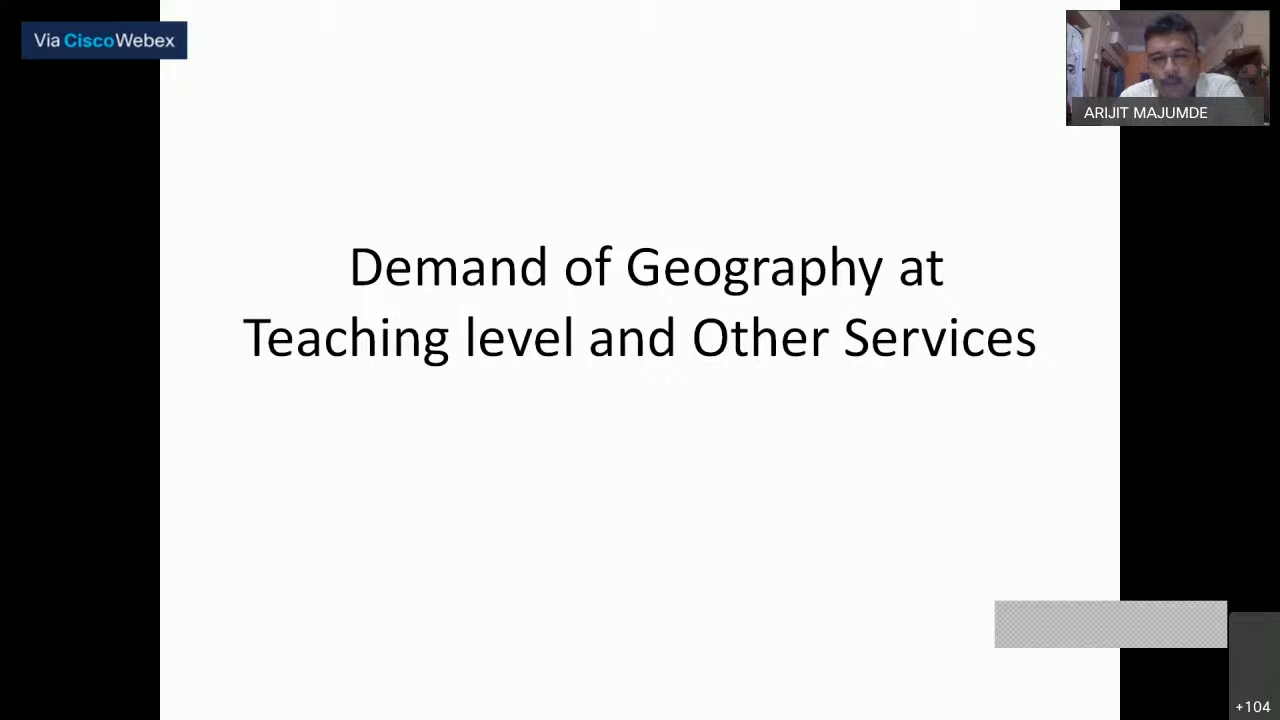 Via CiscoWebex
ARIJIT MAJUMDE
Demand of Geography at
Teaching level and Other Services
+104